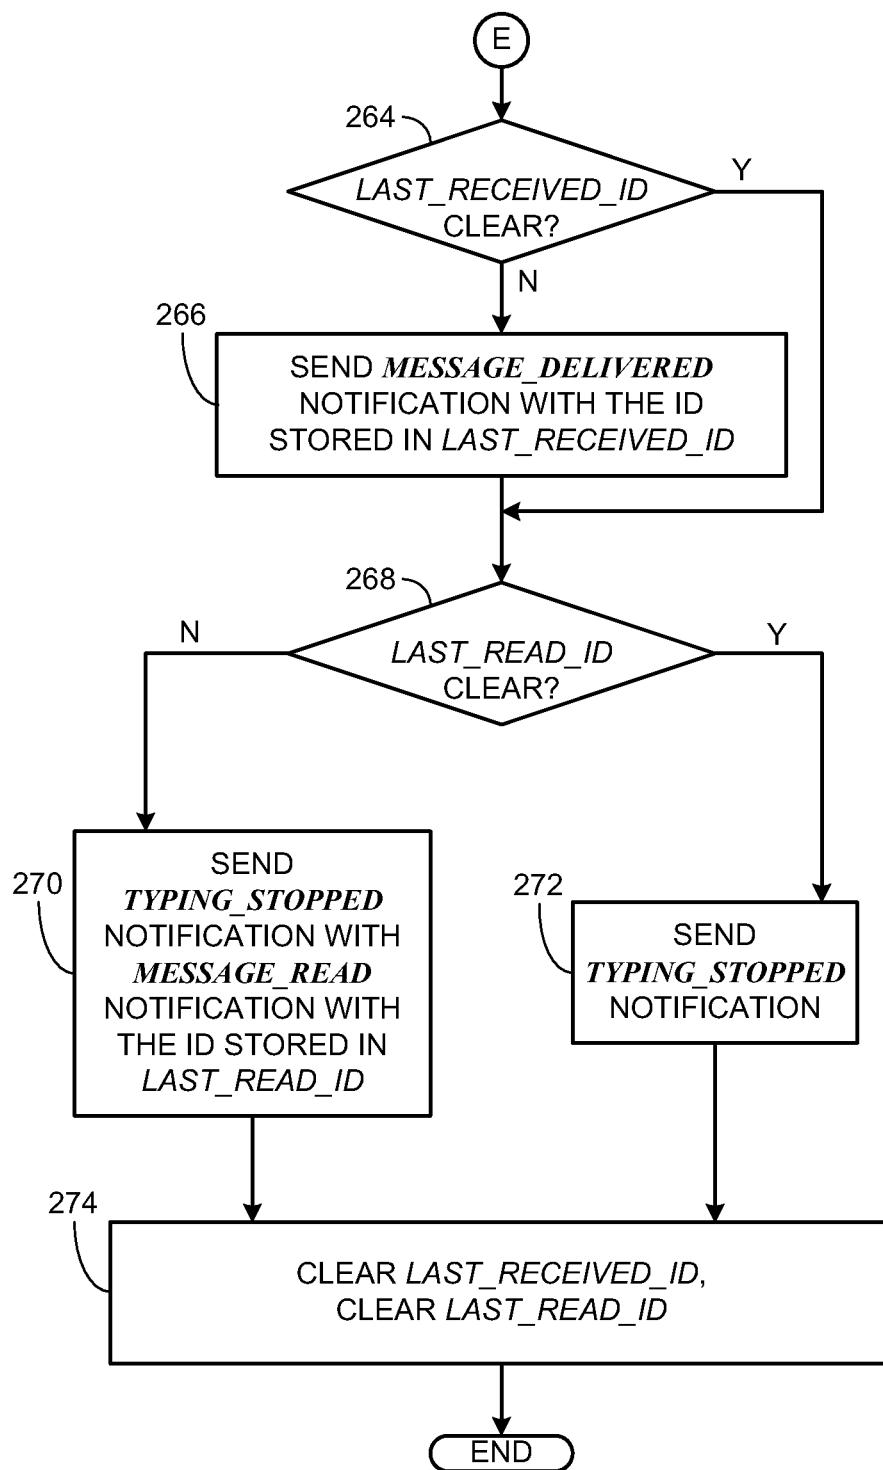 E
264
LAST_RECEIVED_ID
CLEAR?
Y
N
266
SEND MESSAGE_DELIVERED
NOTIFICATION WITH THE ID
STORED IN LAST_RECEIVED_ID
268
N
LAST_READ_ID
CLEAR?
Y
270
SEND
TYPING_STOPPED
NOTIFICATION WITH
MESSAGE_READ
NOTIFICATION WITH
THE ID STORED IN
LAST_READ_ID
272
SEND
TYPING_STOPPED
NOTIFICATION
274
CLEAR LAST_RECEIVED_ID,
CLEAR LAST_READ_ID
END